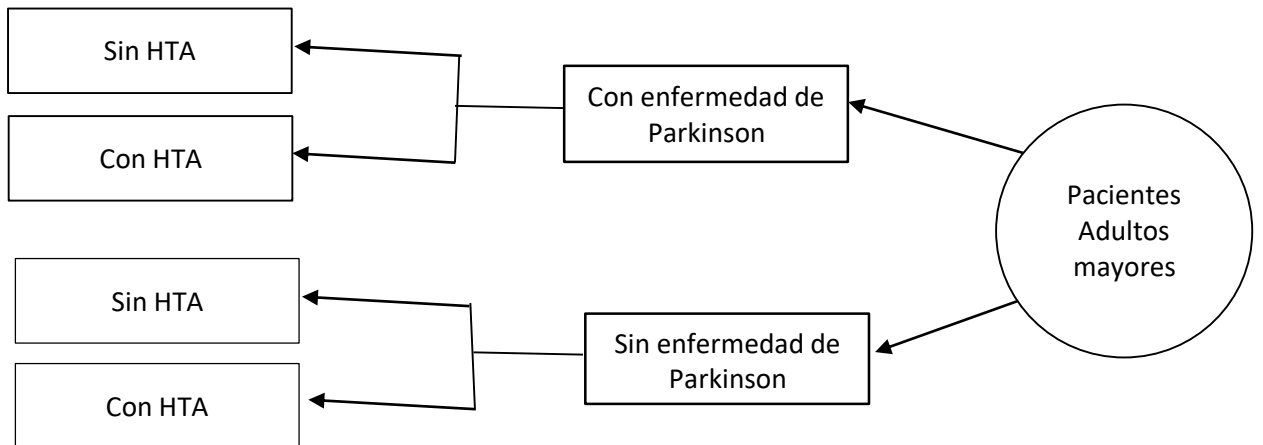 Sin HTA
Con HTA
Con enfermedad de
Parkinson
Pacientes
Adultos
mayores
Sin HTA
Con HTA
Sin enfermedad de
Parkinson